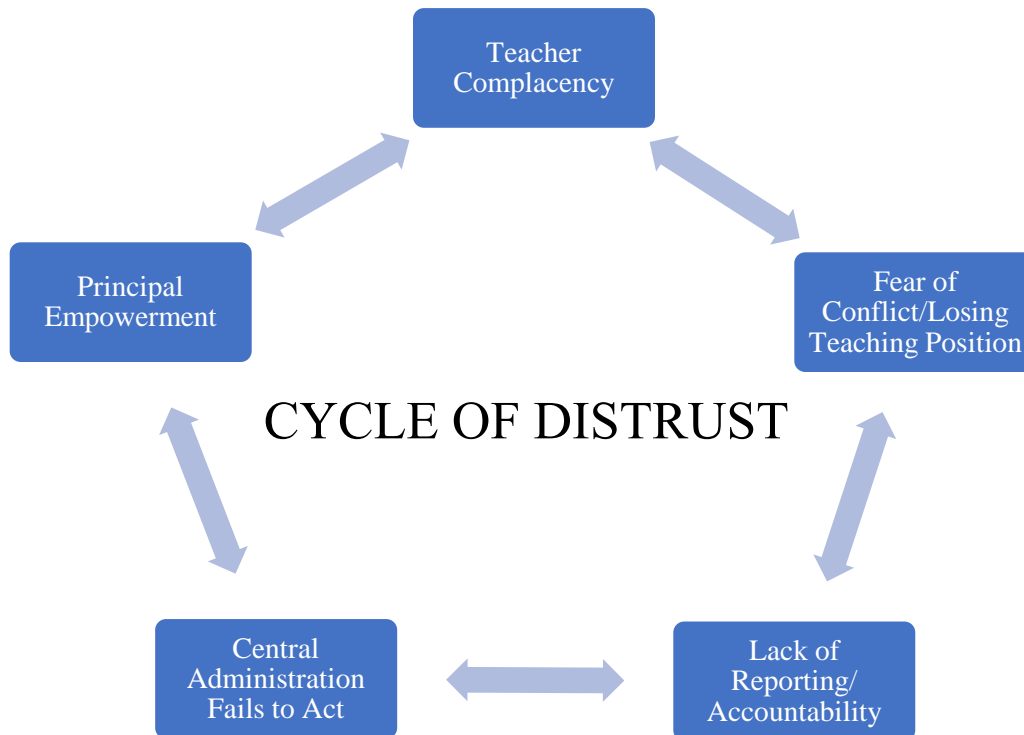 Teacher
Complacency
Principal
Empowerment
Fear of
Conflict/Losing
Teaching Position
CYCLE OF DISTRUST
Central
Administration
Fails to Act
Lack of
Reporting/
Accountability